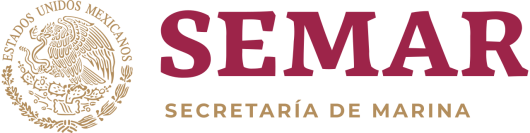 ESTADOS UNIDOS MEXICANOS
SEMAR
SECRETARÍA DE MARINA